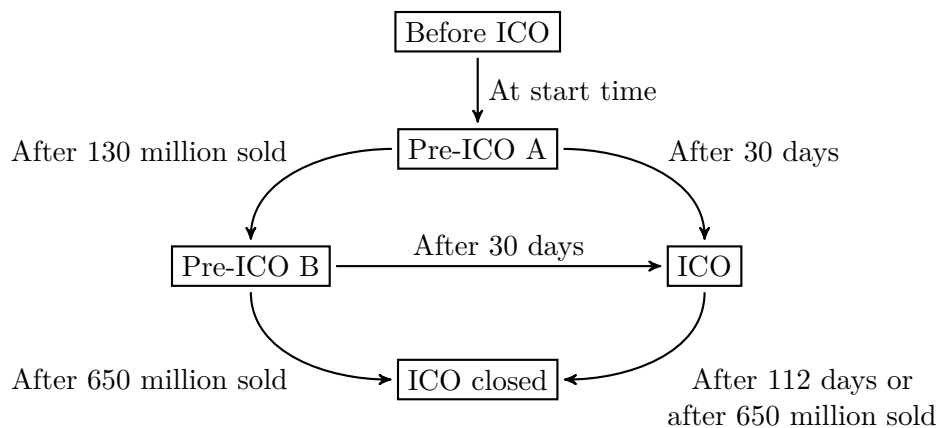 Before ICO
At start time
After 130 million sold
Pre-ICO A
After 30 days
Pre-ICO B
After 30 days
ICO
After 650 million sold
ICO closed
After 112 days or
after 650 million sold